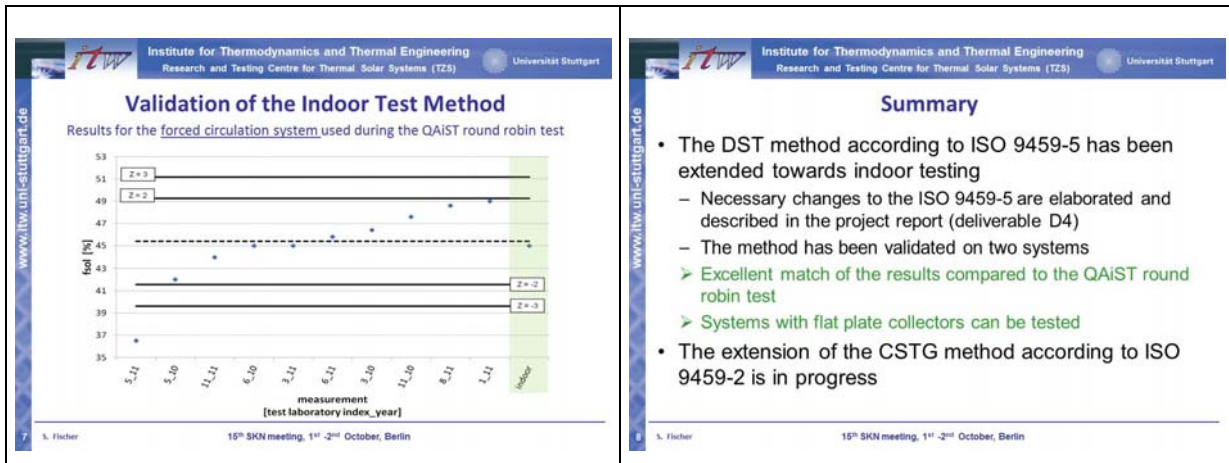 Institute for Thermodynamics and Thermal Engineering
Research and Testing Centre for Thermal Solar Systems (TZS)
itw
Universität Stuttgart
www.itw.uni-stuttgart.de
Validation of the Indoor Test Method
Results for the forced circulation system used during the QAiST round robin test
53
51
49
47
45
43
41
39
37
35
fsol [%]
Z = 3
Z = 2
Z = -2
Z = -3
5_11
5_10
11_11
6_10
3_11
6_11
3_10
11_10
8_11
1_11
indoor
measurement
[test laboratory index_year]
7
S. Fischer
15th SKN meeting, 1st -2nd October, Berlin
Institute for Thermodynamics and Thermal Engineering
Research and Testing Centre for Thermal Solar Systems (TZS)
itw
Universität Stuttgart
www.itw.uni-stuttgart.de
Summary
• The DST method according to ISO 9459-5 has been
extended towards indoor testing
– Necessary changes to the ISO 9459-5 are elaborated and
described in the project report (deliverable D4)
– The method has been validated on two systems
➢ Excellent match of the results compared to the QAiST round
robin test
➢ Systems with flat plate collectors can be tested
• The extension of the CSTG method according to ISO
9459-2 is in progress
8
S. Fischer
15th SKN meeting, 1st -2nd October, Berlin